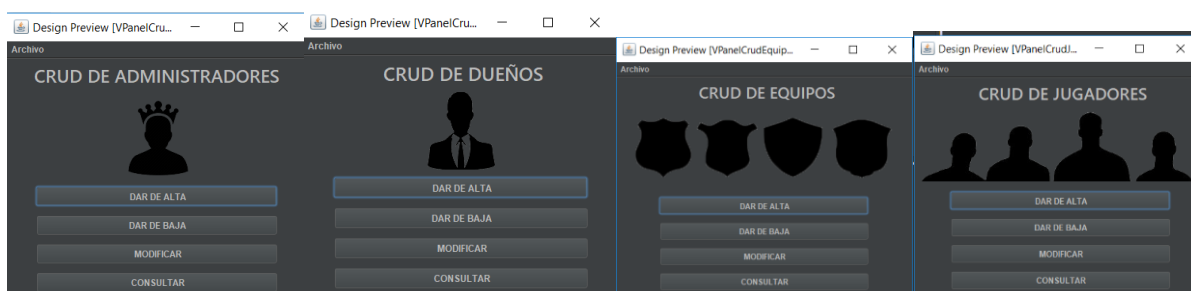 Design Preview [VPanelCru...
Archivo
CRUD DE ADMINISTRADORES
DAR DE ALTA
DAR DE BAJA
MODIFICAR
CONSULTAR
Design Preview [VPanelCru...
Archivo
CRUD DE DUEÑOS
DAR DE ALTA
DAR DE BAJA
MODIFICAR
CONSULTAR
Design Preview [VPanelCrudEquip...
Archivo
CRUD DE EQUIPOS
DAR DE ALTA
DAR DE BAJA
MODIFICAR
CONSULTAR
Design Preview [VPanelCrudJ...
Archivo
CRUD DE JUGADORES
DAR DE ALTA
DAR DE BAJA
MODIFICAR
CONSULTAR